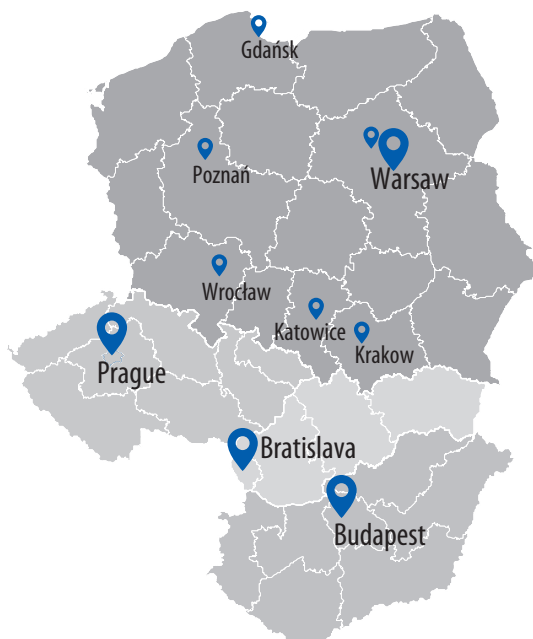 Gdańsk
Poznań
Warsaw
Wrocław
Katowice
Krakow
Prague
Bratislava
Budapest